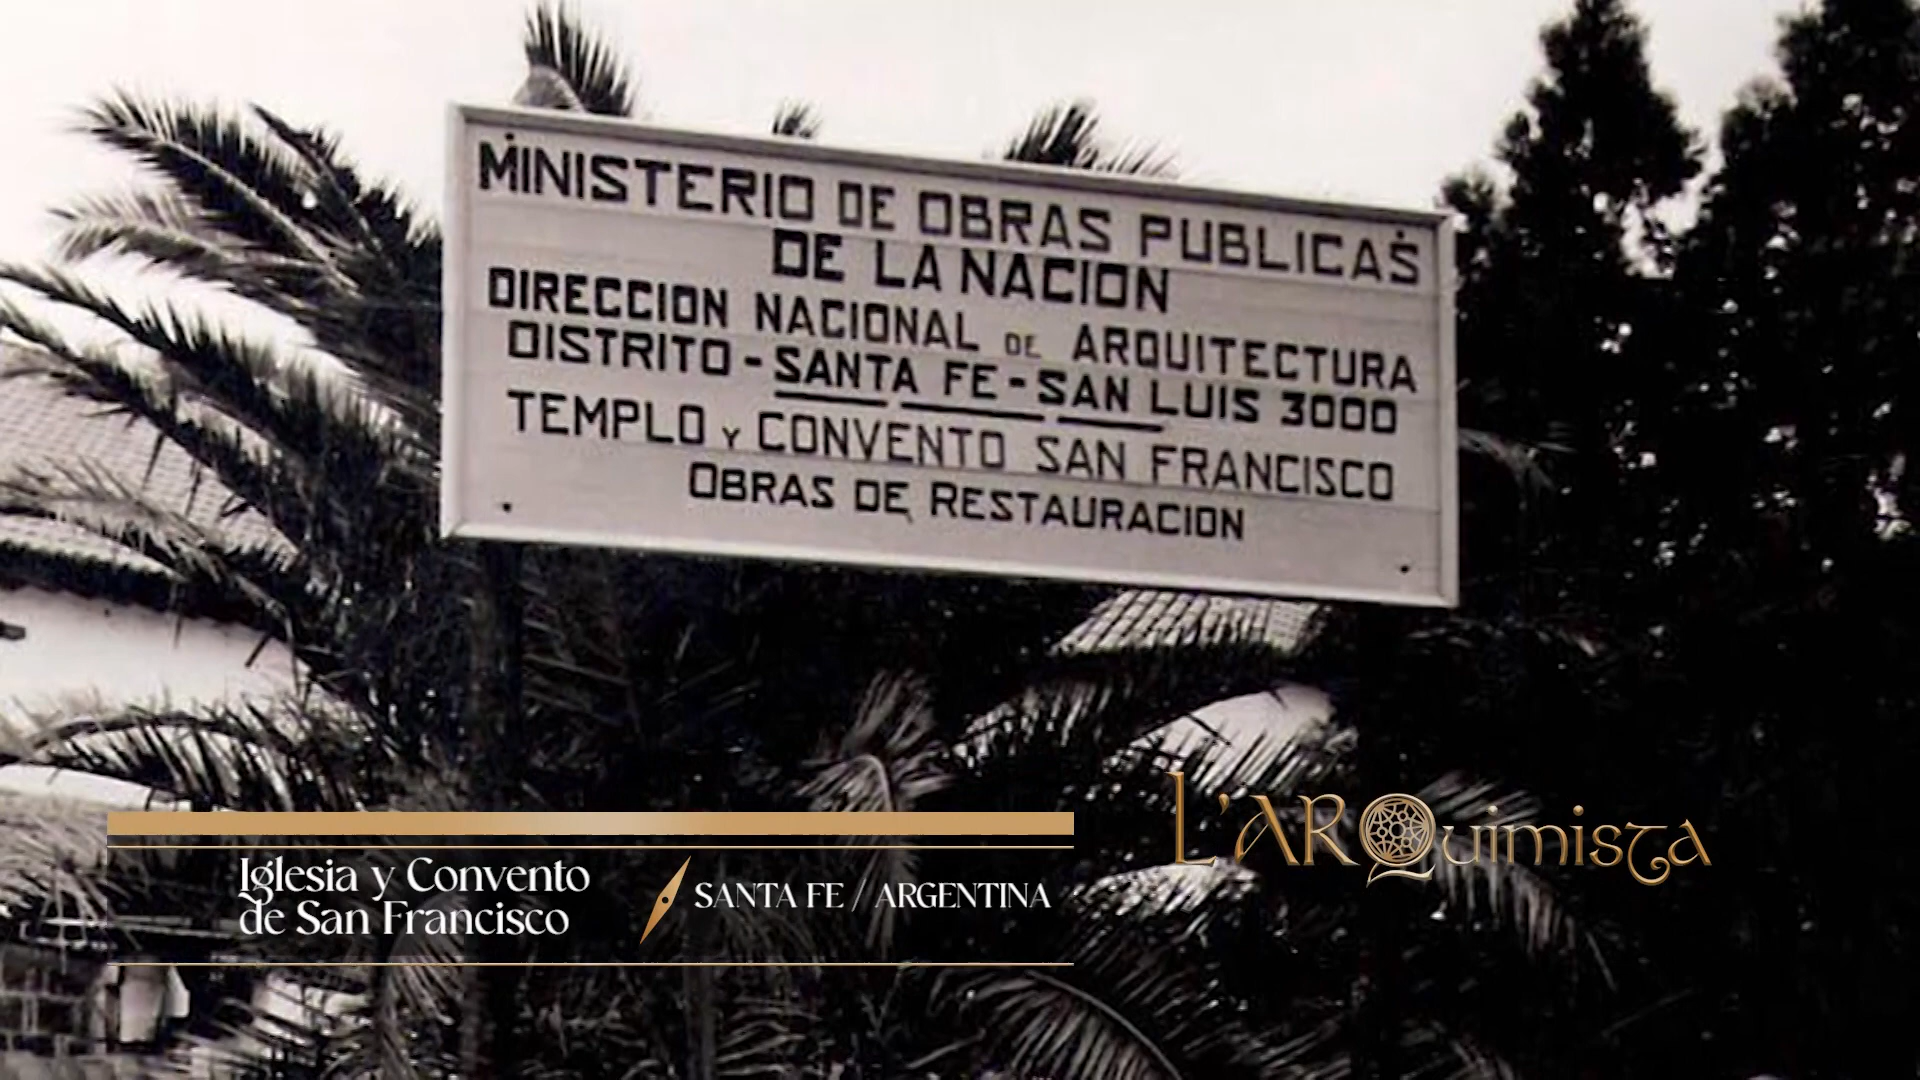 MINISTERIO DE OBRAS PUBLICAS
DE LA NACION
DIRECCION NACIONAL DE ARQUITECTURA
DISTRITO - SANTA FE - SAN LUIS 3000
TEMPLO Y CONVENTO SAN FRANCISCO
OBRAS DE RESTAURACION
L'ARQuimista
Iglesia y Convento
de San Francisco
SANTA FE / ARGENTINA